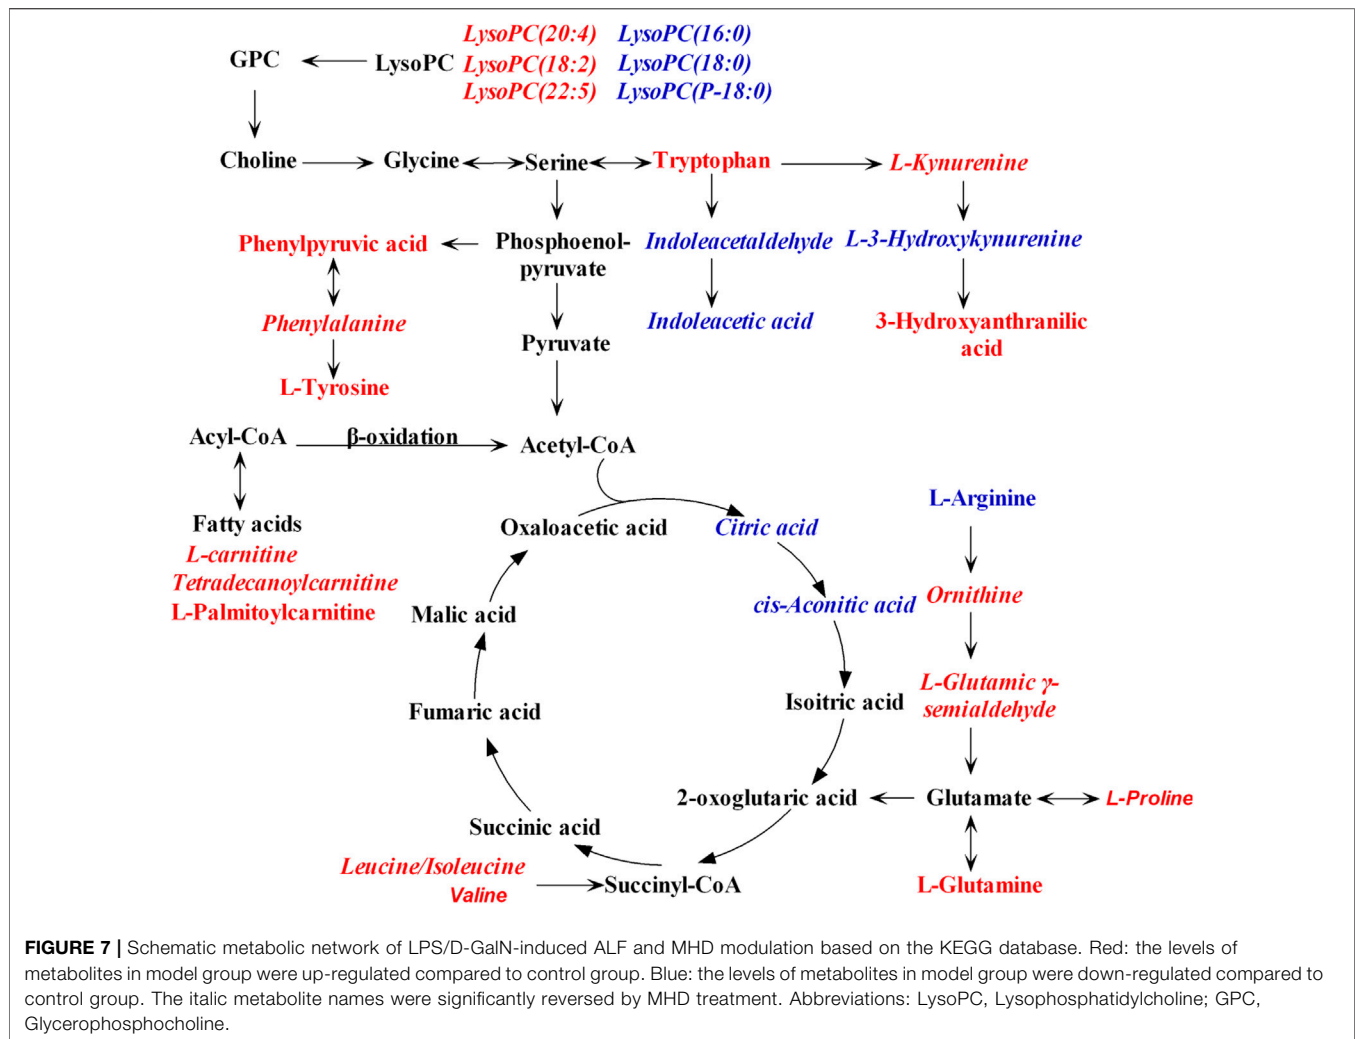 LysoPC(20:4) LysoPC(16:0)
GPC LysoPC LysoPC(18:2) LysoPC(18:0)
LysoPC(22:5) LysoPC(P-18:0)
Choline Glycine Serine Tryptophan L-Kynurenine
Phenylpyruvic acid Phosphoenol- Indoleacetaldehyde L-3-Hydroxykynurenine
pyruvate
Phenylalanine Indoleacetic acid 3-Hydroxyanthranilic
Pyruvate acid
L-Tyrosine
Acyl-CoA β-oxidation Acetyl-CoA
L-Arginine
Fatty acids Oxaloacetic acid Citric acid
L-carnitine
Tetradecanoylcarnitine
L-Palmitoylcarnitine Malic acid cis-Aconitic acid Ornithine
L-Glutamic γ-
Fumaric acid Isoitric acid semialdehyde
2-oxoglutaric acid Glutamate L-Proline
Succinic acid
Leucine/Isoleucine
Valine Succinyl-CoA L-Glutamine
FIGURE 7 | Schematic metabolic network of LPS/D-GalN-induced ALF and MHD modulation based on the KEGG database. Red: the levels of
metabolites in model group were up-regulated compared to control group. Blue: the levels of metabolites in model group were down-regulated compared to
control group. The italic metabolite names were significantly reversed by MHD treatment. Abbreviations: LysoPC, Lysophosphatidylcholine; GPC,
Glycerophosphocholine.